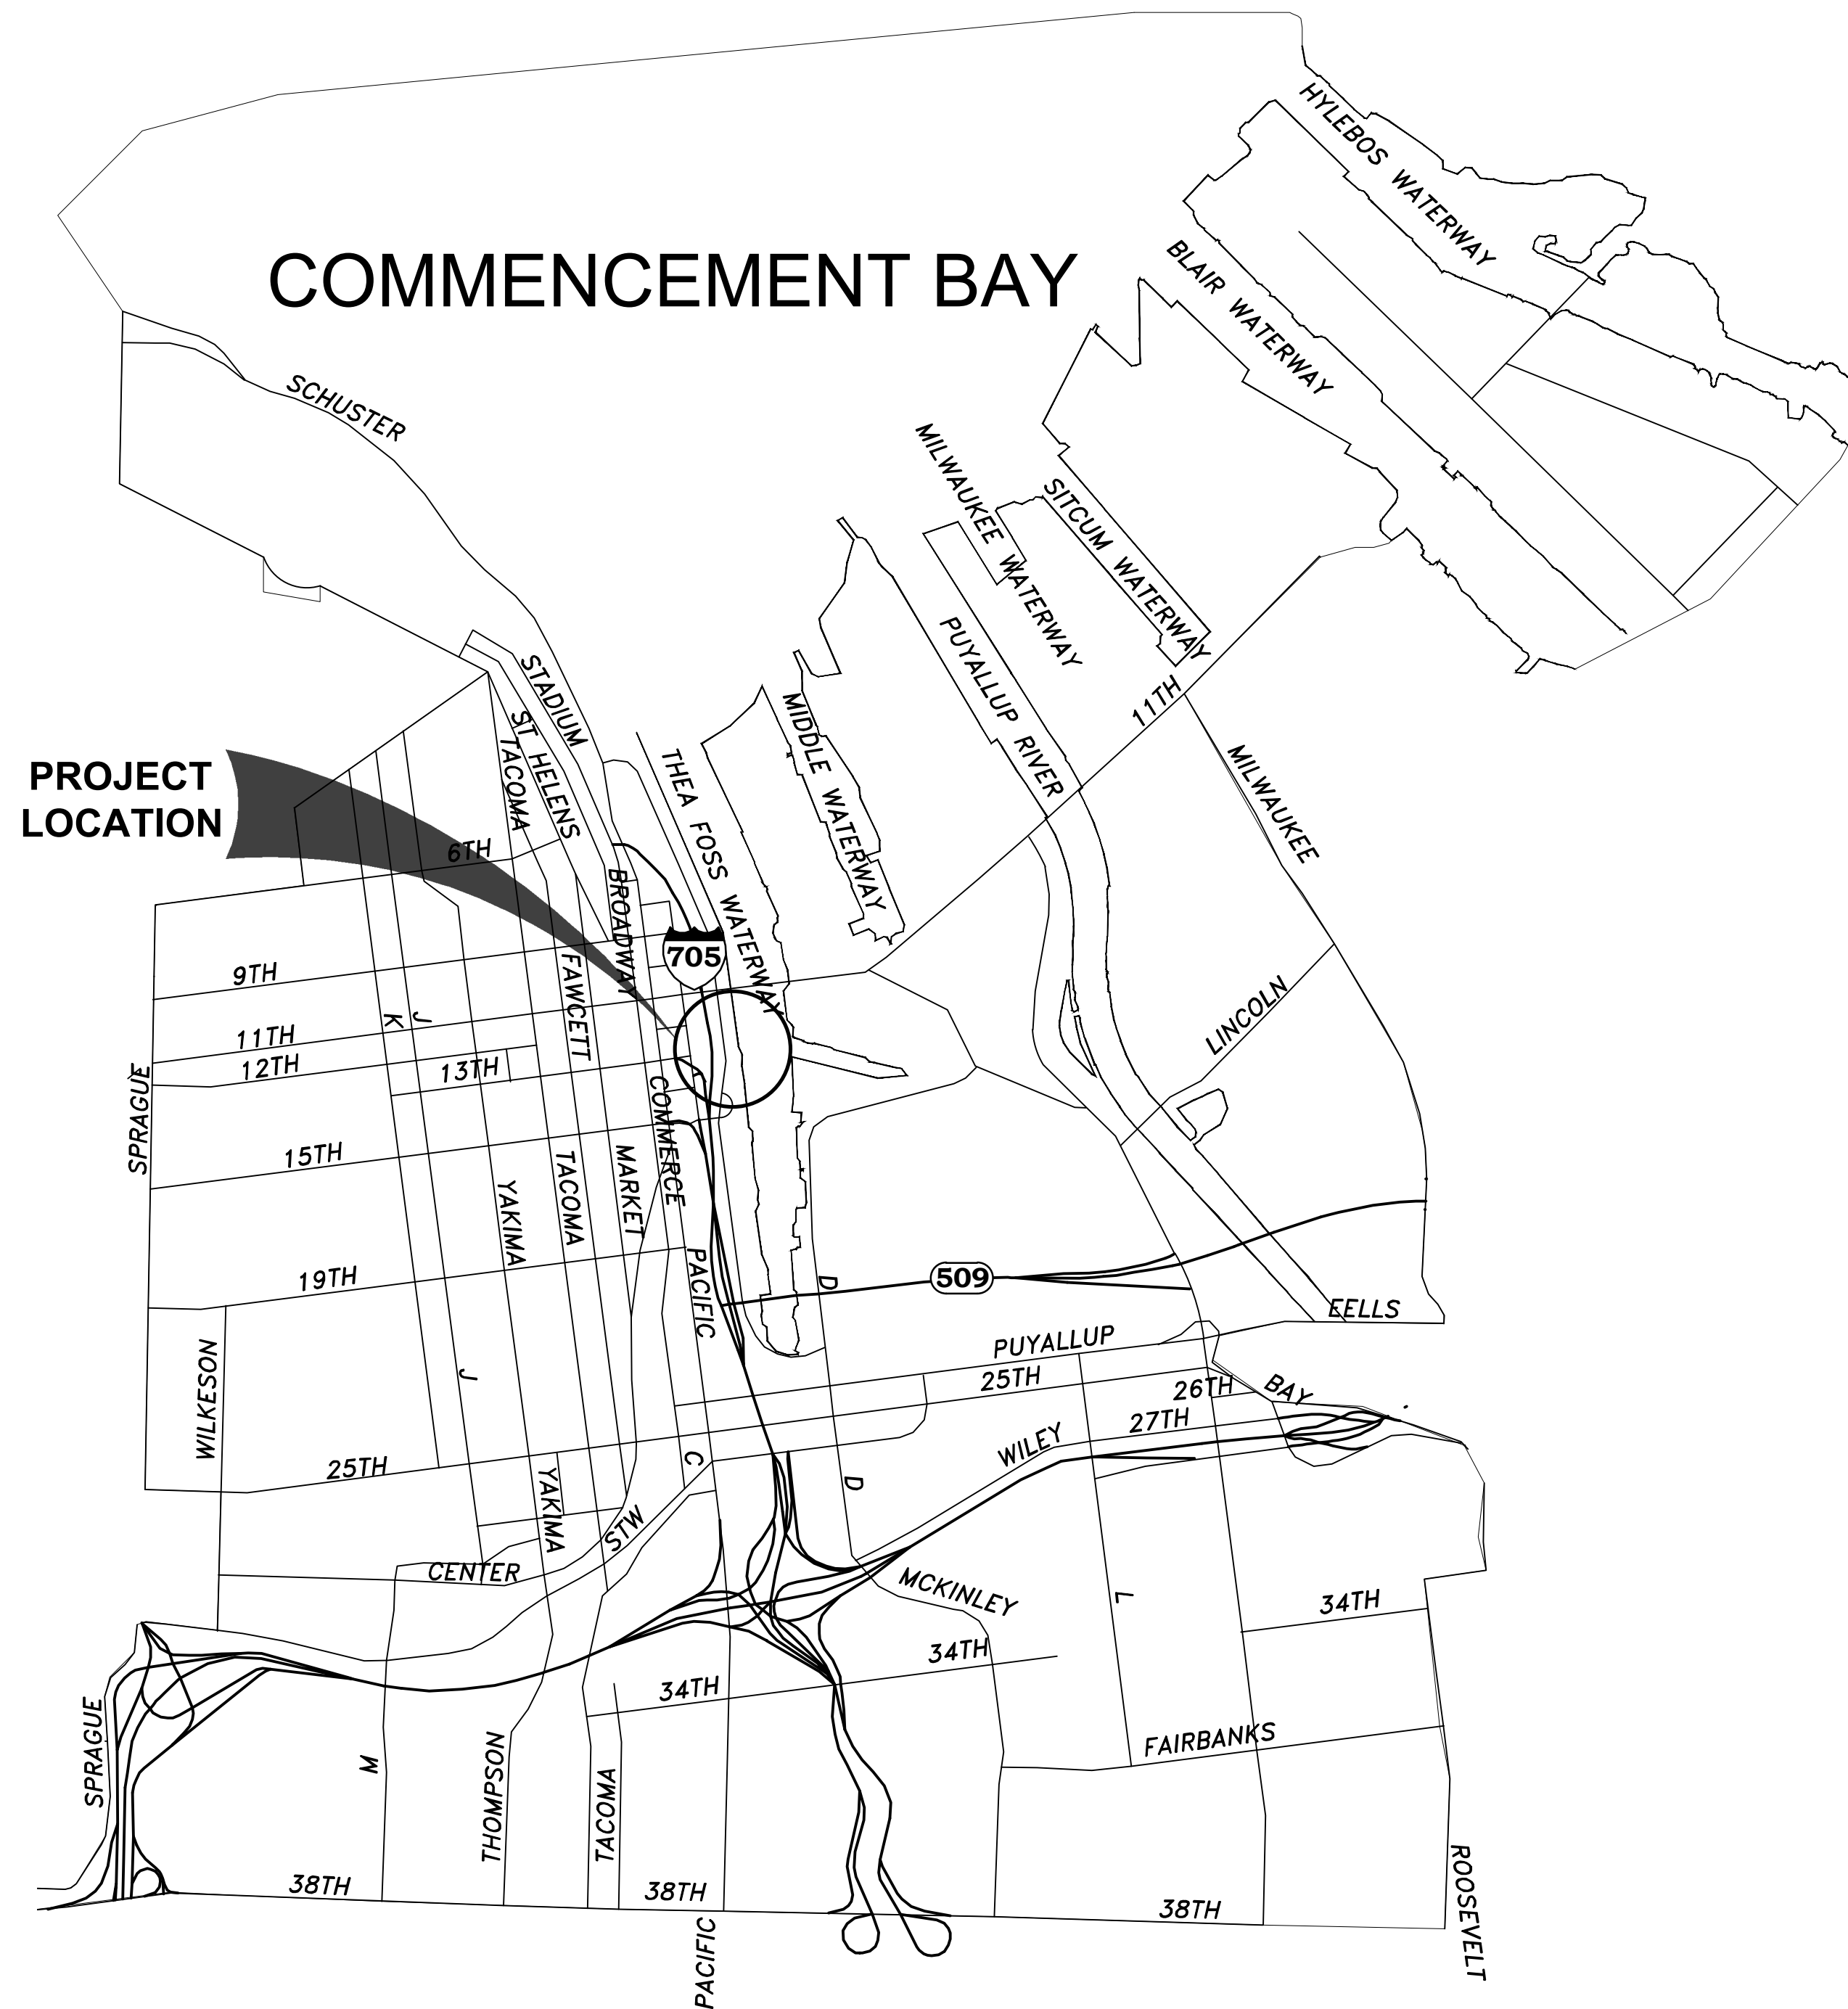 HYLEBOS WATERWAY
COMMENCEMENT BAY
BLAIR WATERWAY
SCHUSTER
MILWAUKEE WATERWAY
SITCUM WATERWAY
PUYALLUP RIVER
STADIUM
11TH
ST HELENS
TACOMA
MIDDLE WATERWAY
THEA FOSS WATERWAY
MILWAUKEE
PROJECT
LOCATION
6TH
BROADWAY
705
9TH
FAWCETT
LINCOLN
J
K
11TH
12TH
13TH
SPRAGUE
COMMERCE
15TH
MARKET
TACOMA
YAKIMA
PACIFIC
19TH
D
509
EELLS
PUYALLUP
WILKESON
J
25TH
26TH
BAY
27TH
WILEY
C
25TH
D
YAKIMA
STW
CENTER
MCKINLEY
L
34TH
34TH
34TH
SPRAGUE
FAIRBANKS
M
THOMPSON
TACOMA
38TH
38TH
38TH
ROOSEVELT
PACIFIC